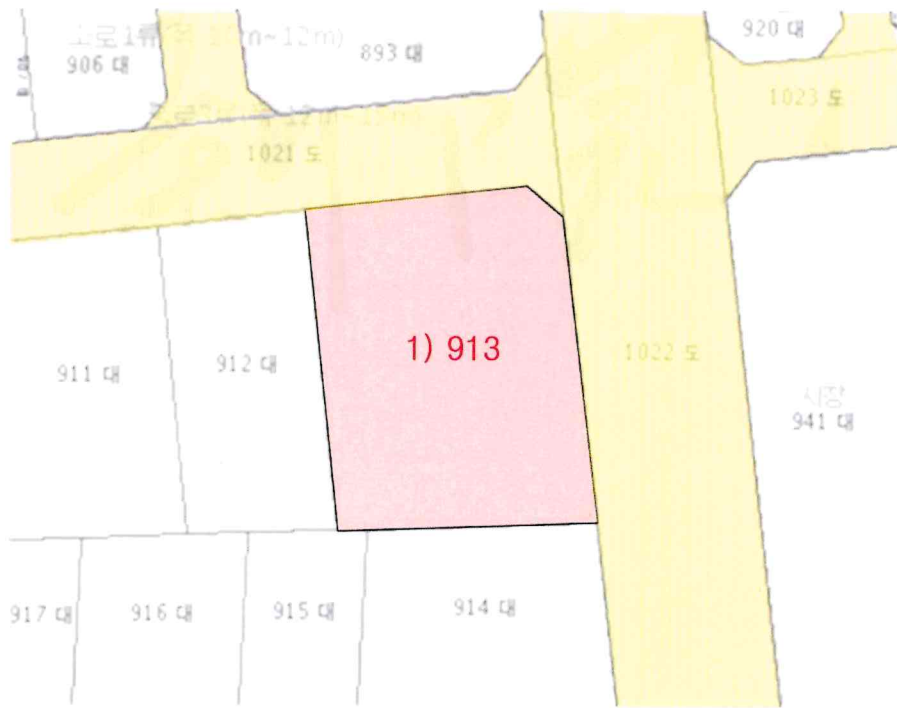 920 대
906 대
893 대
1023 도
1021 도
1) 913
1022 도
912 대
911 대
시장
941 대
917 대
916 대
915 대
914 대